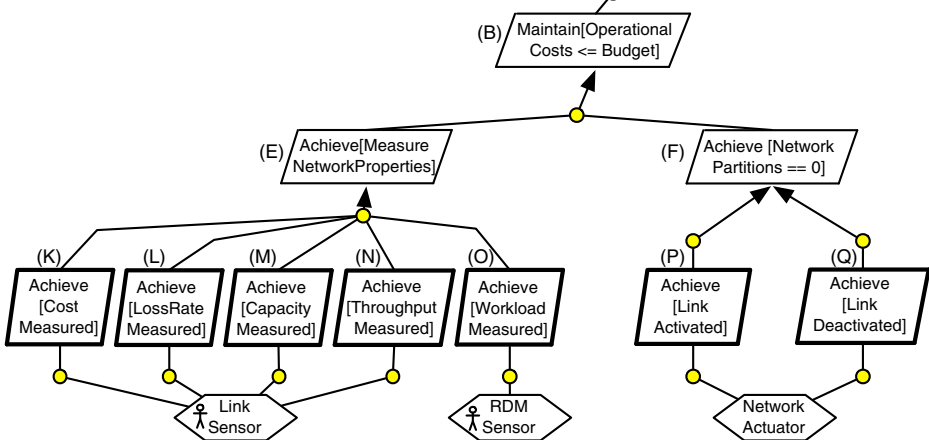 (B)
Maintain[Operational
Costs <= Budget]
(E)
Achieve[Measure
NetworkProperties]
(F)
Achieve [Network
Partitions == 0]
(K)
Achieve
[Cost
Measured]
(L)
Achieve
[LossRate
Measured]
(M)
Achieve
[Capacity
Measured]
(N)
Achieve
[Throughput
Measured]
(O)
Achieve
[Workload
Measured]
(P)
Achieve
[Link
Activated]
(Q)
Achieve
[Link
Deactivated]
Link
Sensor
RDM
Sensor
Network
Actuator